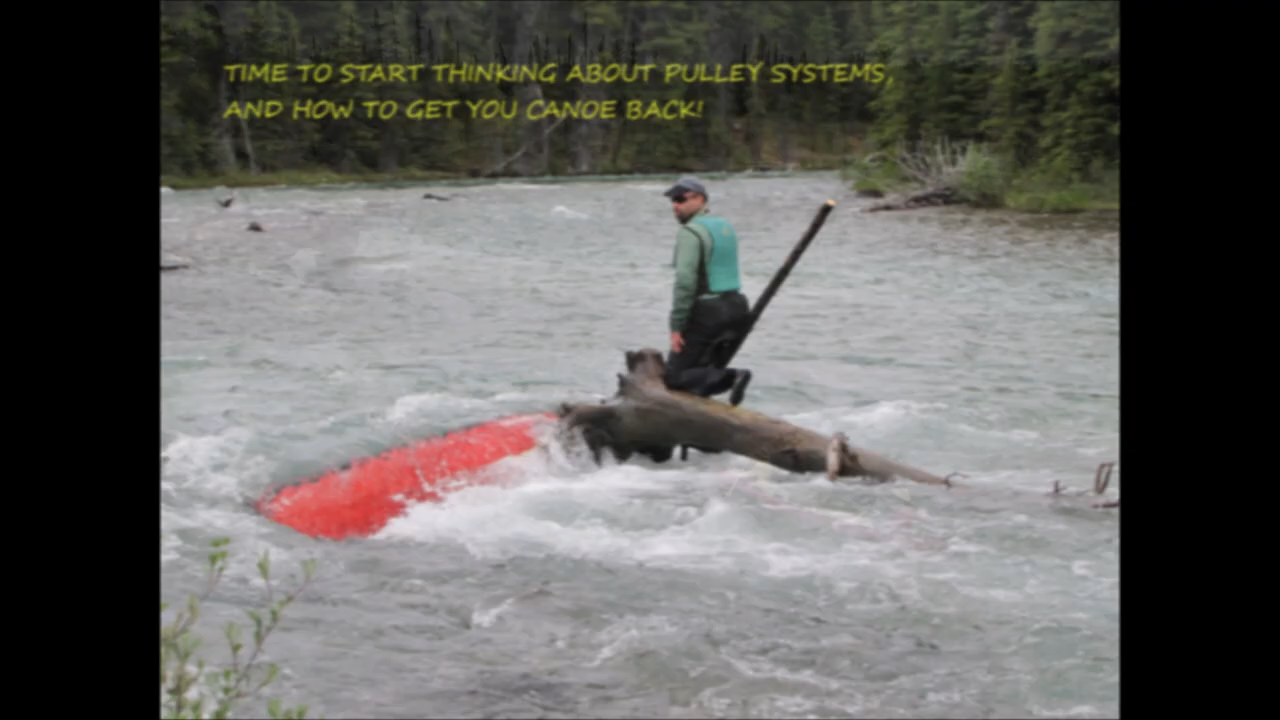 TIME TO START THINKING ABOUT PULLEY SYSTEMS,
AND HOW TO GET YOU CANOE BACK!